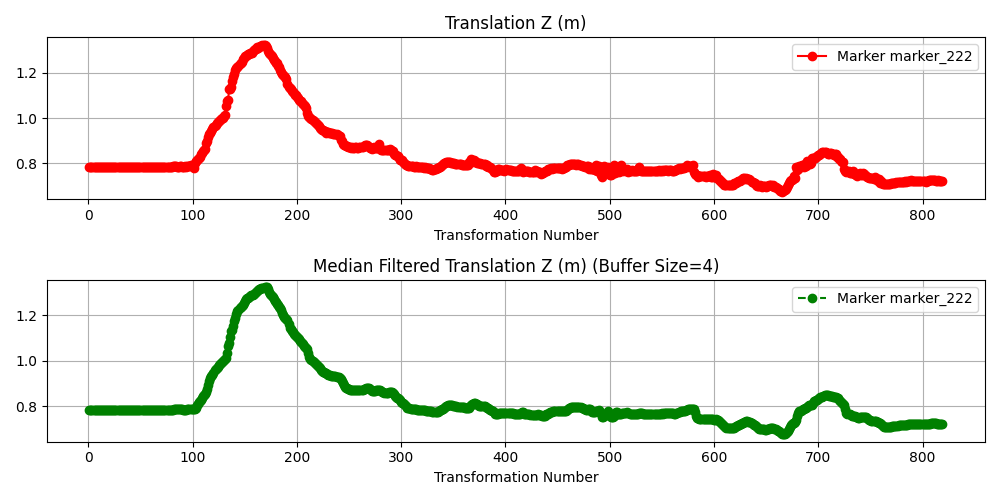 Translation Z (m)
Marker marker_222
1.2
1.0
0.8
0 100 200 300 400 500 600 700 800
Transformation Number
Median Filtered Translation Z (m) (Buffer Size=4)
Marker marker_222
1.2
1.0
0.8
0 100 200 300 400 500 600 700 800
Transformation Number